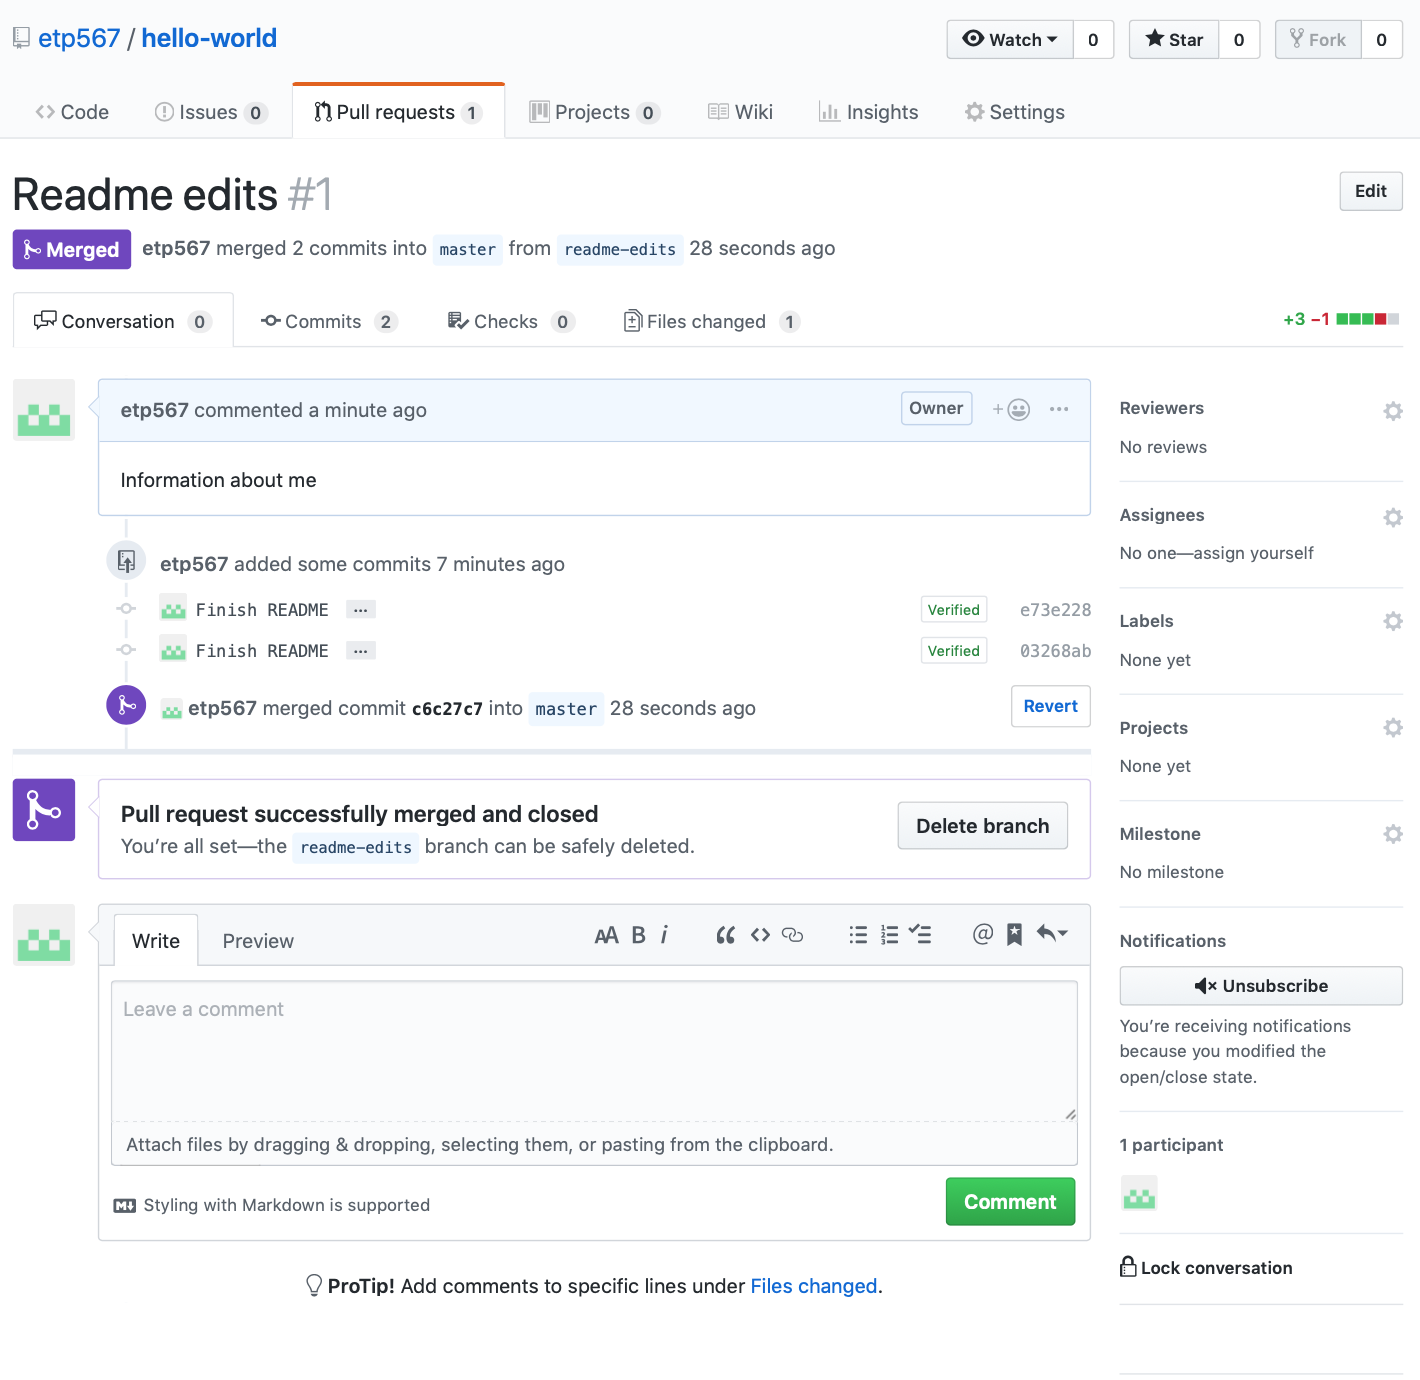 etp567 / hello-world
Watch 0 Star 0 Fork 0
Code Issues 0 Pull requests 1 Projects 0 Wiki Insights Settings
Readme edits #1
Edit
Merged etp567 merged 2 commits into master from readme-edits 28 seconds ago
Conversation 0 Commits 2 Checks 0 Files changed 1
+3 −1
etp567 commented a minute ago
Owner
Information about me
etp567 added some commits 7 minutes ago
Finish README … Verified e73e228
Finish README … Verified 03268ab
etp567 merged commit c6c27c7 into master 28 seconds ago
Revert
Pull request successfully merged and closed
You’re all set—the readme-edits branch can be safely deleted.
Delete branch
Write Preview
AA B i
Leave a comment
Attach files by dragging & dropping, selecting them, or pasting from the clipboard.
Styling with Markdown is supported
Comment
ProTip! Add comments to specific lines under Files changed.
Reviewers
No reviews
Assignees
No one—assign yourself
Labels
None yet
Projects
None yet
Milestone
No milestone
Notifications
Unsubscribe
You’re receiving notifications
because you modified the
open/close state.
1 participant
Lock conversation